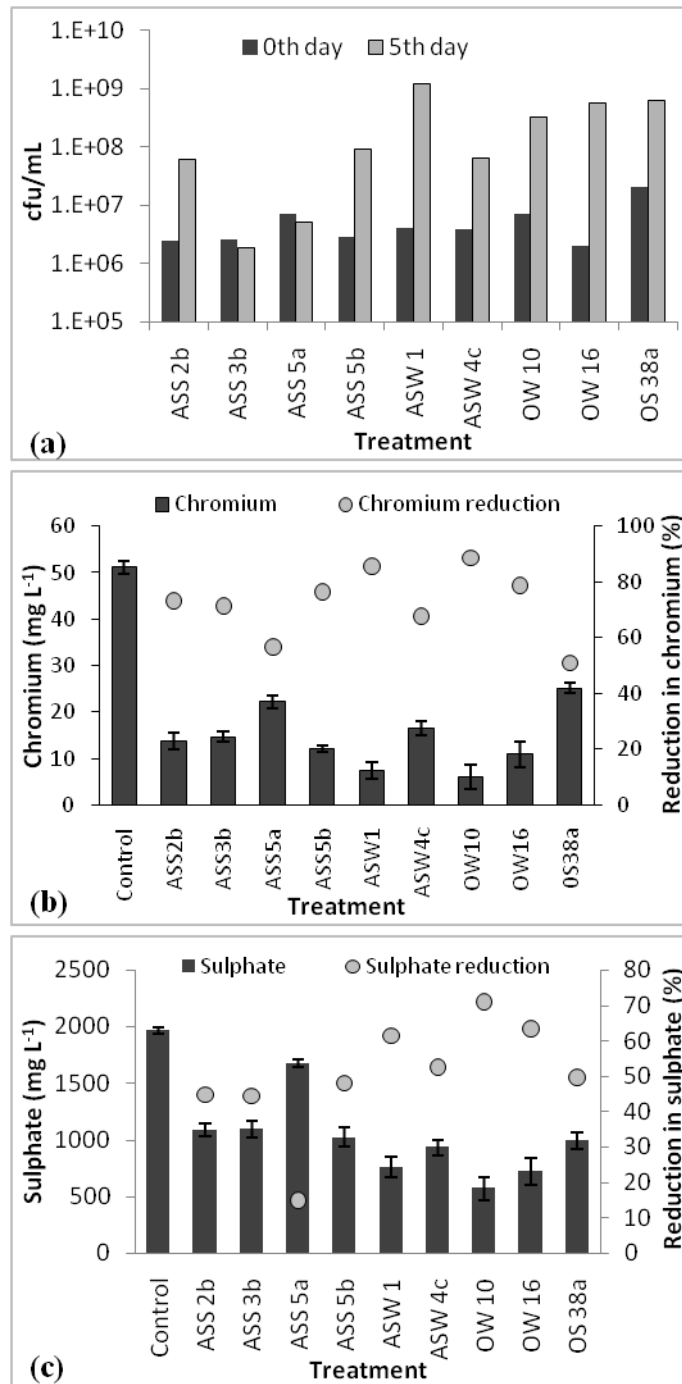 1.E+10
1.E+09
1.E+08
1.E+07
1.E+06
1.E+05
cfu/mL
0th day 5th day
ASS 2b
ASS 3b
ASS 5a
ASS 5b
ASW 1
ASW 4c
OW 10
OW 16
OS 38a
Treatment
(a)
Chromium Chromium reduction
60
50
40
30
20
10
0
Chromium (mg L-1)
100
80
60
40
20
0
Reduction in chromium (%)
Control
ASS2b
ASS3b
ASS5a
ASS5b
ASW1
ASW4c
OW10
OW16
0S38a
Treatment
(b)
Sulphate Sulphate reduction
2500
2000
1500
1000
500
0
Sulphate (mg L-1)
80
70
60
50
40
30
20
10
0
Reduction in sulphate (%)
Control
ASS 2b
ASS 3b
ASS 5a
ASS 5b
ASW 1
ASW 4c
OW 10
OW 16
OS 38a
Treatment
(c)